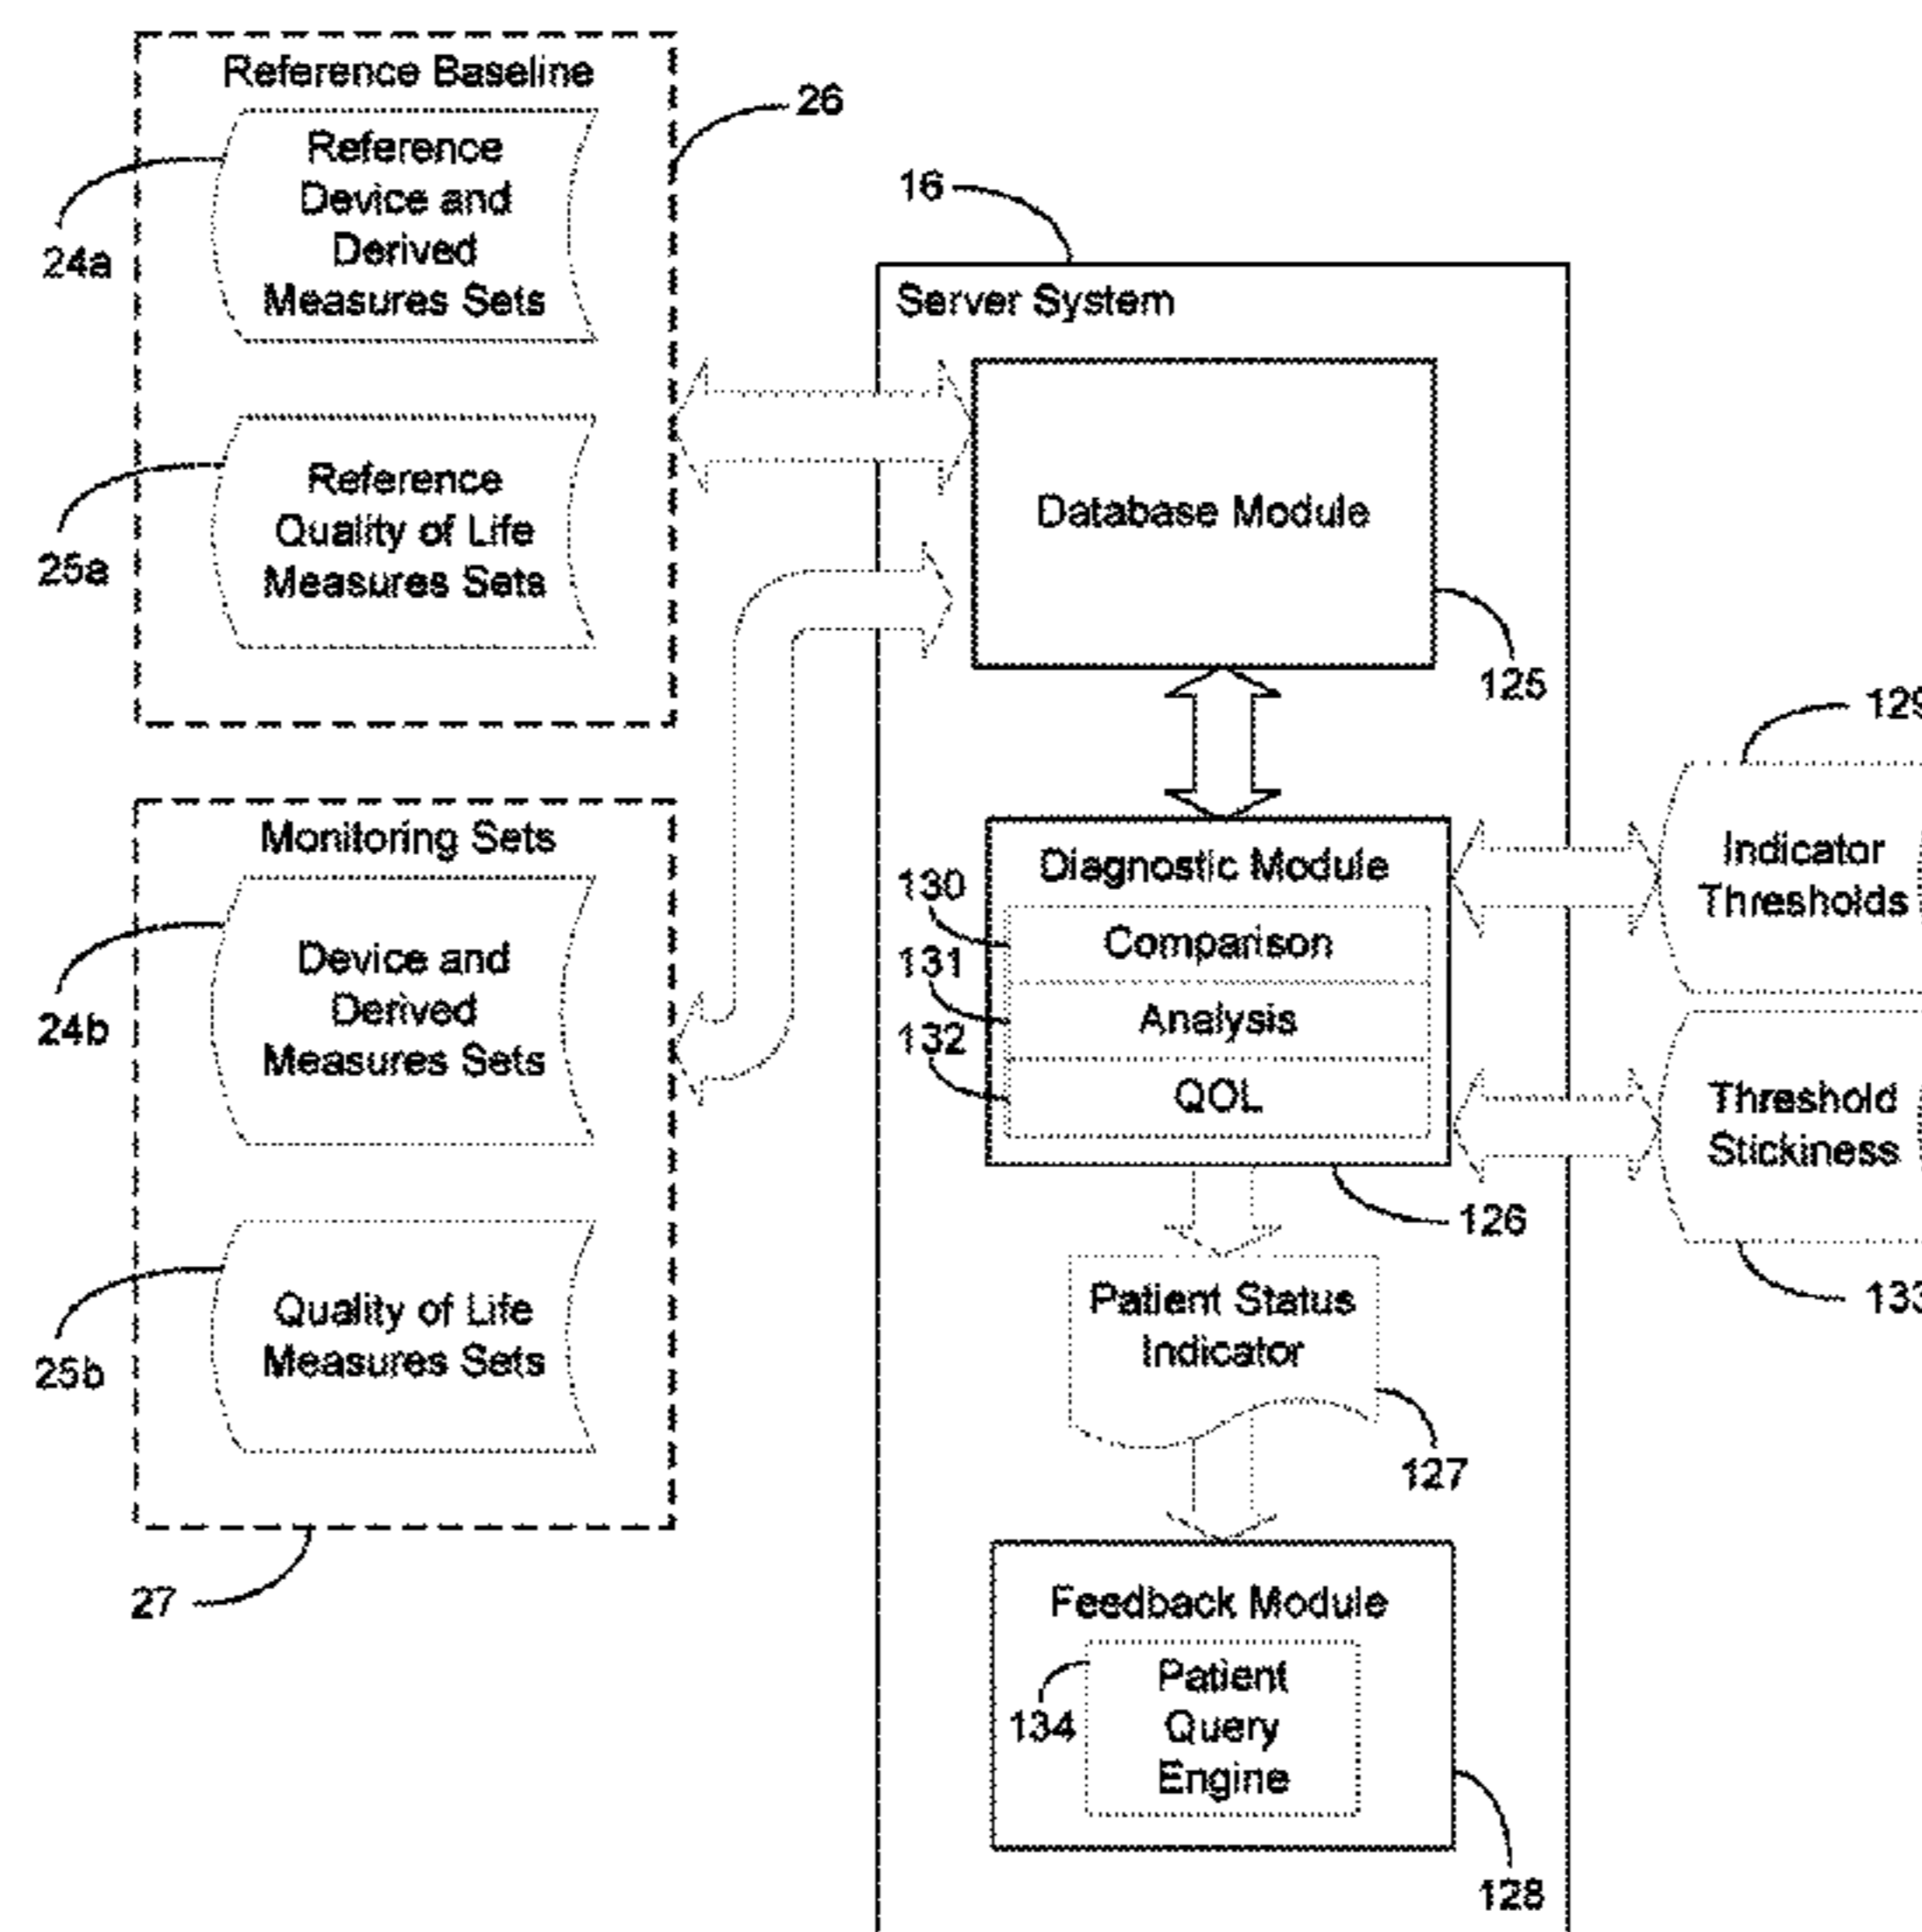 Reference Baseline
26
Reference
Device and
Derived
Measures Sets
24a
Reference
Quality of Life
Measures Sets
25a
Monitoring Sets
Device and
Derived
Measures Sets
24b
Quality of Life
Measures Sets
25b
27
16
Server System
Database Module
125
Diagnostic Module
130
Comparison
131
Analysis
132
QOL
126
129
Indicator
Thresholds
Threshold
Stickiness
133
Patient Status
Indicator
127
Feedback Module
Patient
Query
Engine
134
128